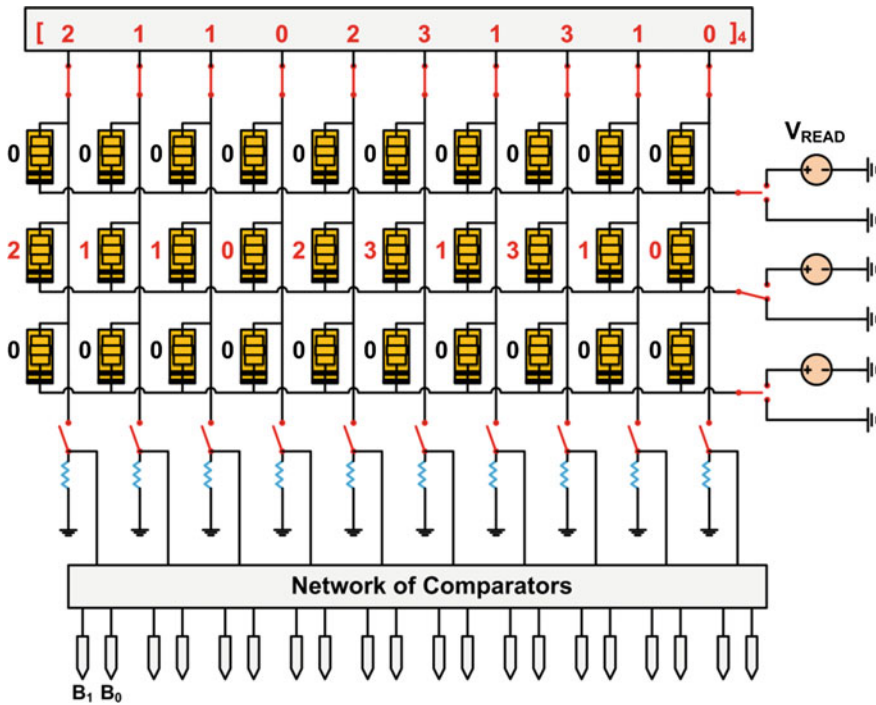 [ 2 1 1 0 2 3 1 3 1 0 ]4
VREAD
0 0 0 0 0 0 0 0 0 0
2 1 1 0 2 3 1 3 1 0
0 0 0 0 0 0 0 0 0 0
Network of Comparators
B1 B0